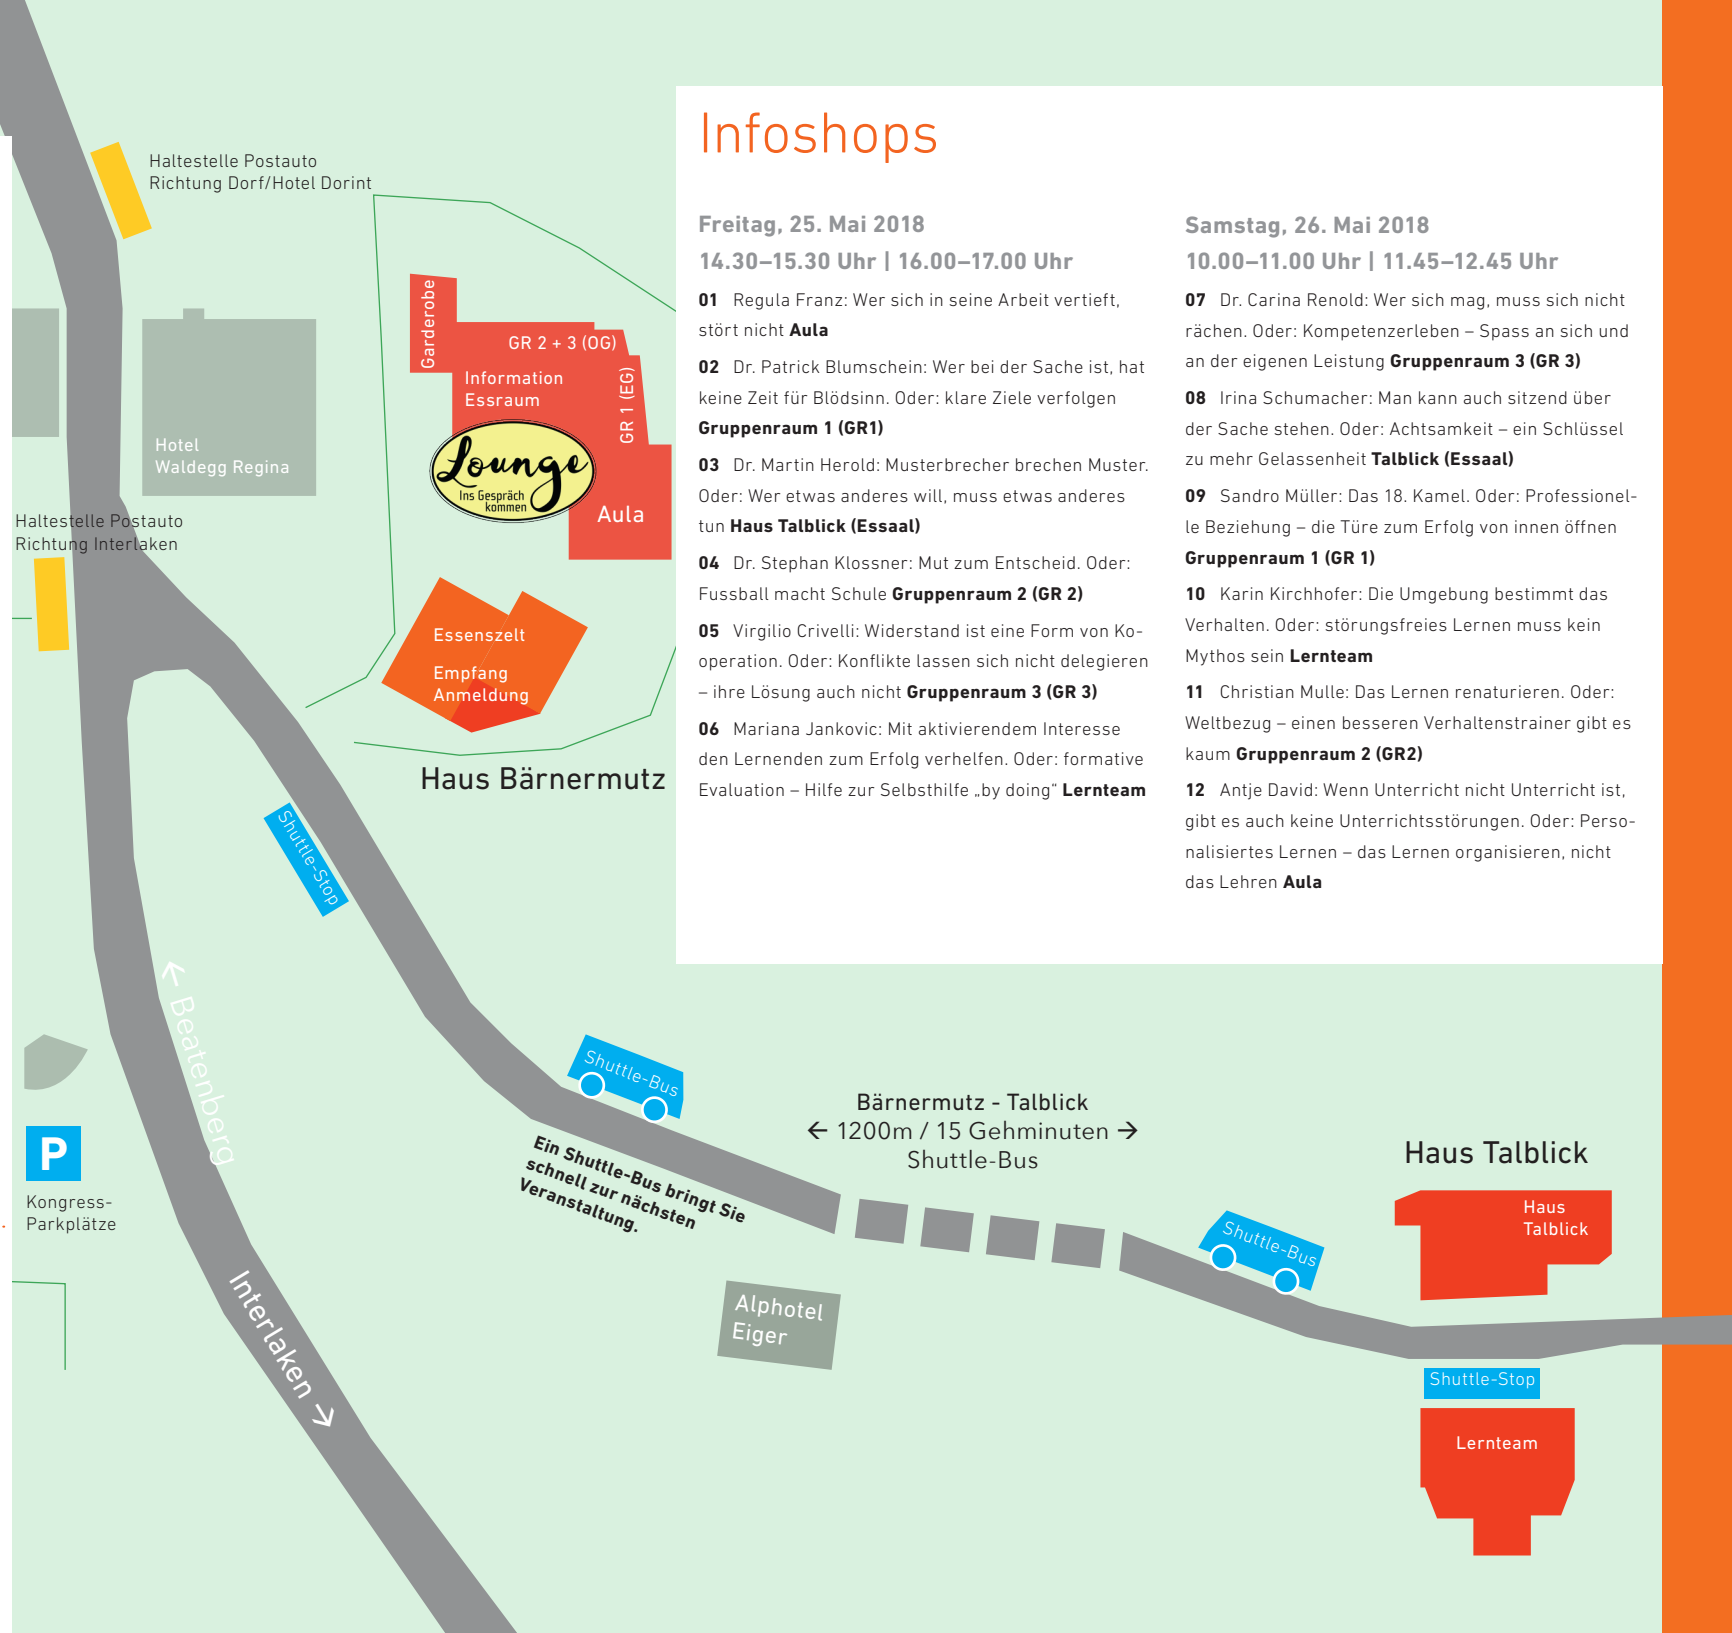 Haltestelle Postauto
Richtung Dorf/Hotel Dorint
Garderobe
GR 2 + 3 (OG)
Information
Essraum
GR 1 (EG)
Lounge
Ins Gespräch
kommen
Aula
Hotel
Waldegg Regina
Haltestelle Postauto
Richtung Interlaken
Essenszelt
Empfang
Anmeldung
Haus Bärnermutz
Infoshops
Freitag, 25. Mai 2018
14.30–15.30 Uhr | 16.00–17.00 Uhr
01 Regula Franz: Wer sich in seine Arbeit vertieft,
stört nicht Aula
02 Dr. Patrick Blumschein: Wer bei der Sache ist, hat
keine Zeit für Blödsinn. Oder: klare Ziele verfolgen
Gruppenraum 1 (GR1)
03 Dr. Martin Herold: Musterbrecher brechen Muster.
Oder: Wer etwas anderes will, muss etwas anderes
tun Haus Talblick (Essaal)
04 Dr. Stephan Klossner: Mut zum Entscheid. Oder:
Fussball macht Schule Gruppenraum 2 (GR 2)
05 Virgilio Crivelli: Widerstand ist eine Form von Ko-
operation. Oder: Konflikte lassen sich nicht delegieren
– ihre Lösung auch nicht Gruppenraum 3 (GR 3)
06 Mariana Jankovic: Mit aktivierendem Interesse
den Lernenden zum Erfolg verhelfen. Oder: formative
Evaluation – Hilfe zur Selbsthilfe „by doing“ Lernteam
Samstag, 26. Mai 2018
10.00–11.00 Uhr | 11.45–12.45 Uhr
07 Dr. Carina Renold: Wer sich mag, muss sich nicht
rächen. Oder: Kompetenzerleben – Spass an sich und
an der eigenen Leistung Gruppenraum 3 (GR 3)
08 Irina Schumacher: Man kann auch sitzend über
der Sache stehen. Oder: Achtsamkeit – ein Schlüssel
zu mehr Gelassenheit Talblick (Essaal)
09 Sandro Müller: Das 18. Kamel. Oder: Professionel-
le Beziehung – die Türe zum Erfolg von innen öffnen
Gruppenraum 1 (GR 1)
10 Karin Kirchhofer: Die Umgebung bestimmt das
Verhalten. Oder: störungsfreies Lernen muss kein
Mythos sein Lernteam
11 Christian Mulle: Das Lernen renaturieren. Oder:
Weltbezug – einen besseren Verhaltenstrainer gibt es
kaum Gruppenraum 2 (GR2)
12 Antje David: Wenn Unterricht nicht Unterricht ist,
gibt es auch keine Unterrichtsstörungen. Oder: Perso-
nalisiertes Lernen – das Lernen organisieren, nicht
das Lehren Aula
Shuttle-Stop
← Beatenberg
Shuttle-Bus
Ein Shuttle-Bus bringt Sie
schnell zur nächsten
Veranstaltung.
Bärnermutz - Talblick
← 1200m / 15 Gehminuten →
Shuttle-Bus
P
Kongress-
Parkplätze
Interlaken →
Alphotel
Eiger
Shuttle-Bus
Haus Talblick
Haus
Talblick
Shuttle-Stop
Lernteam